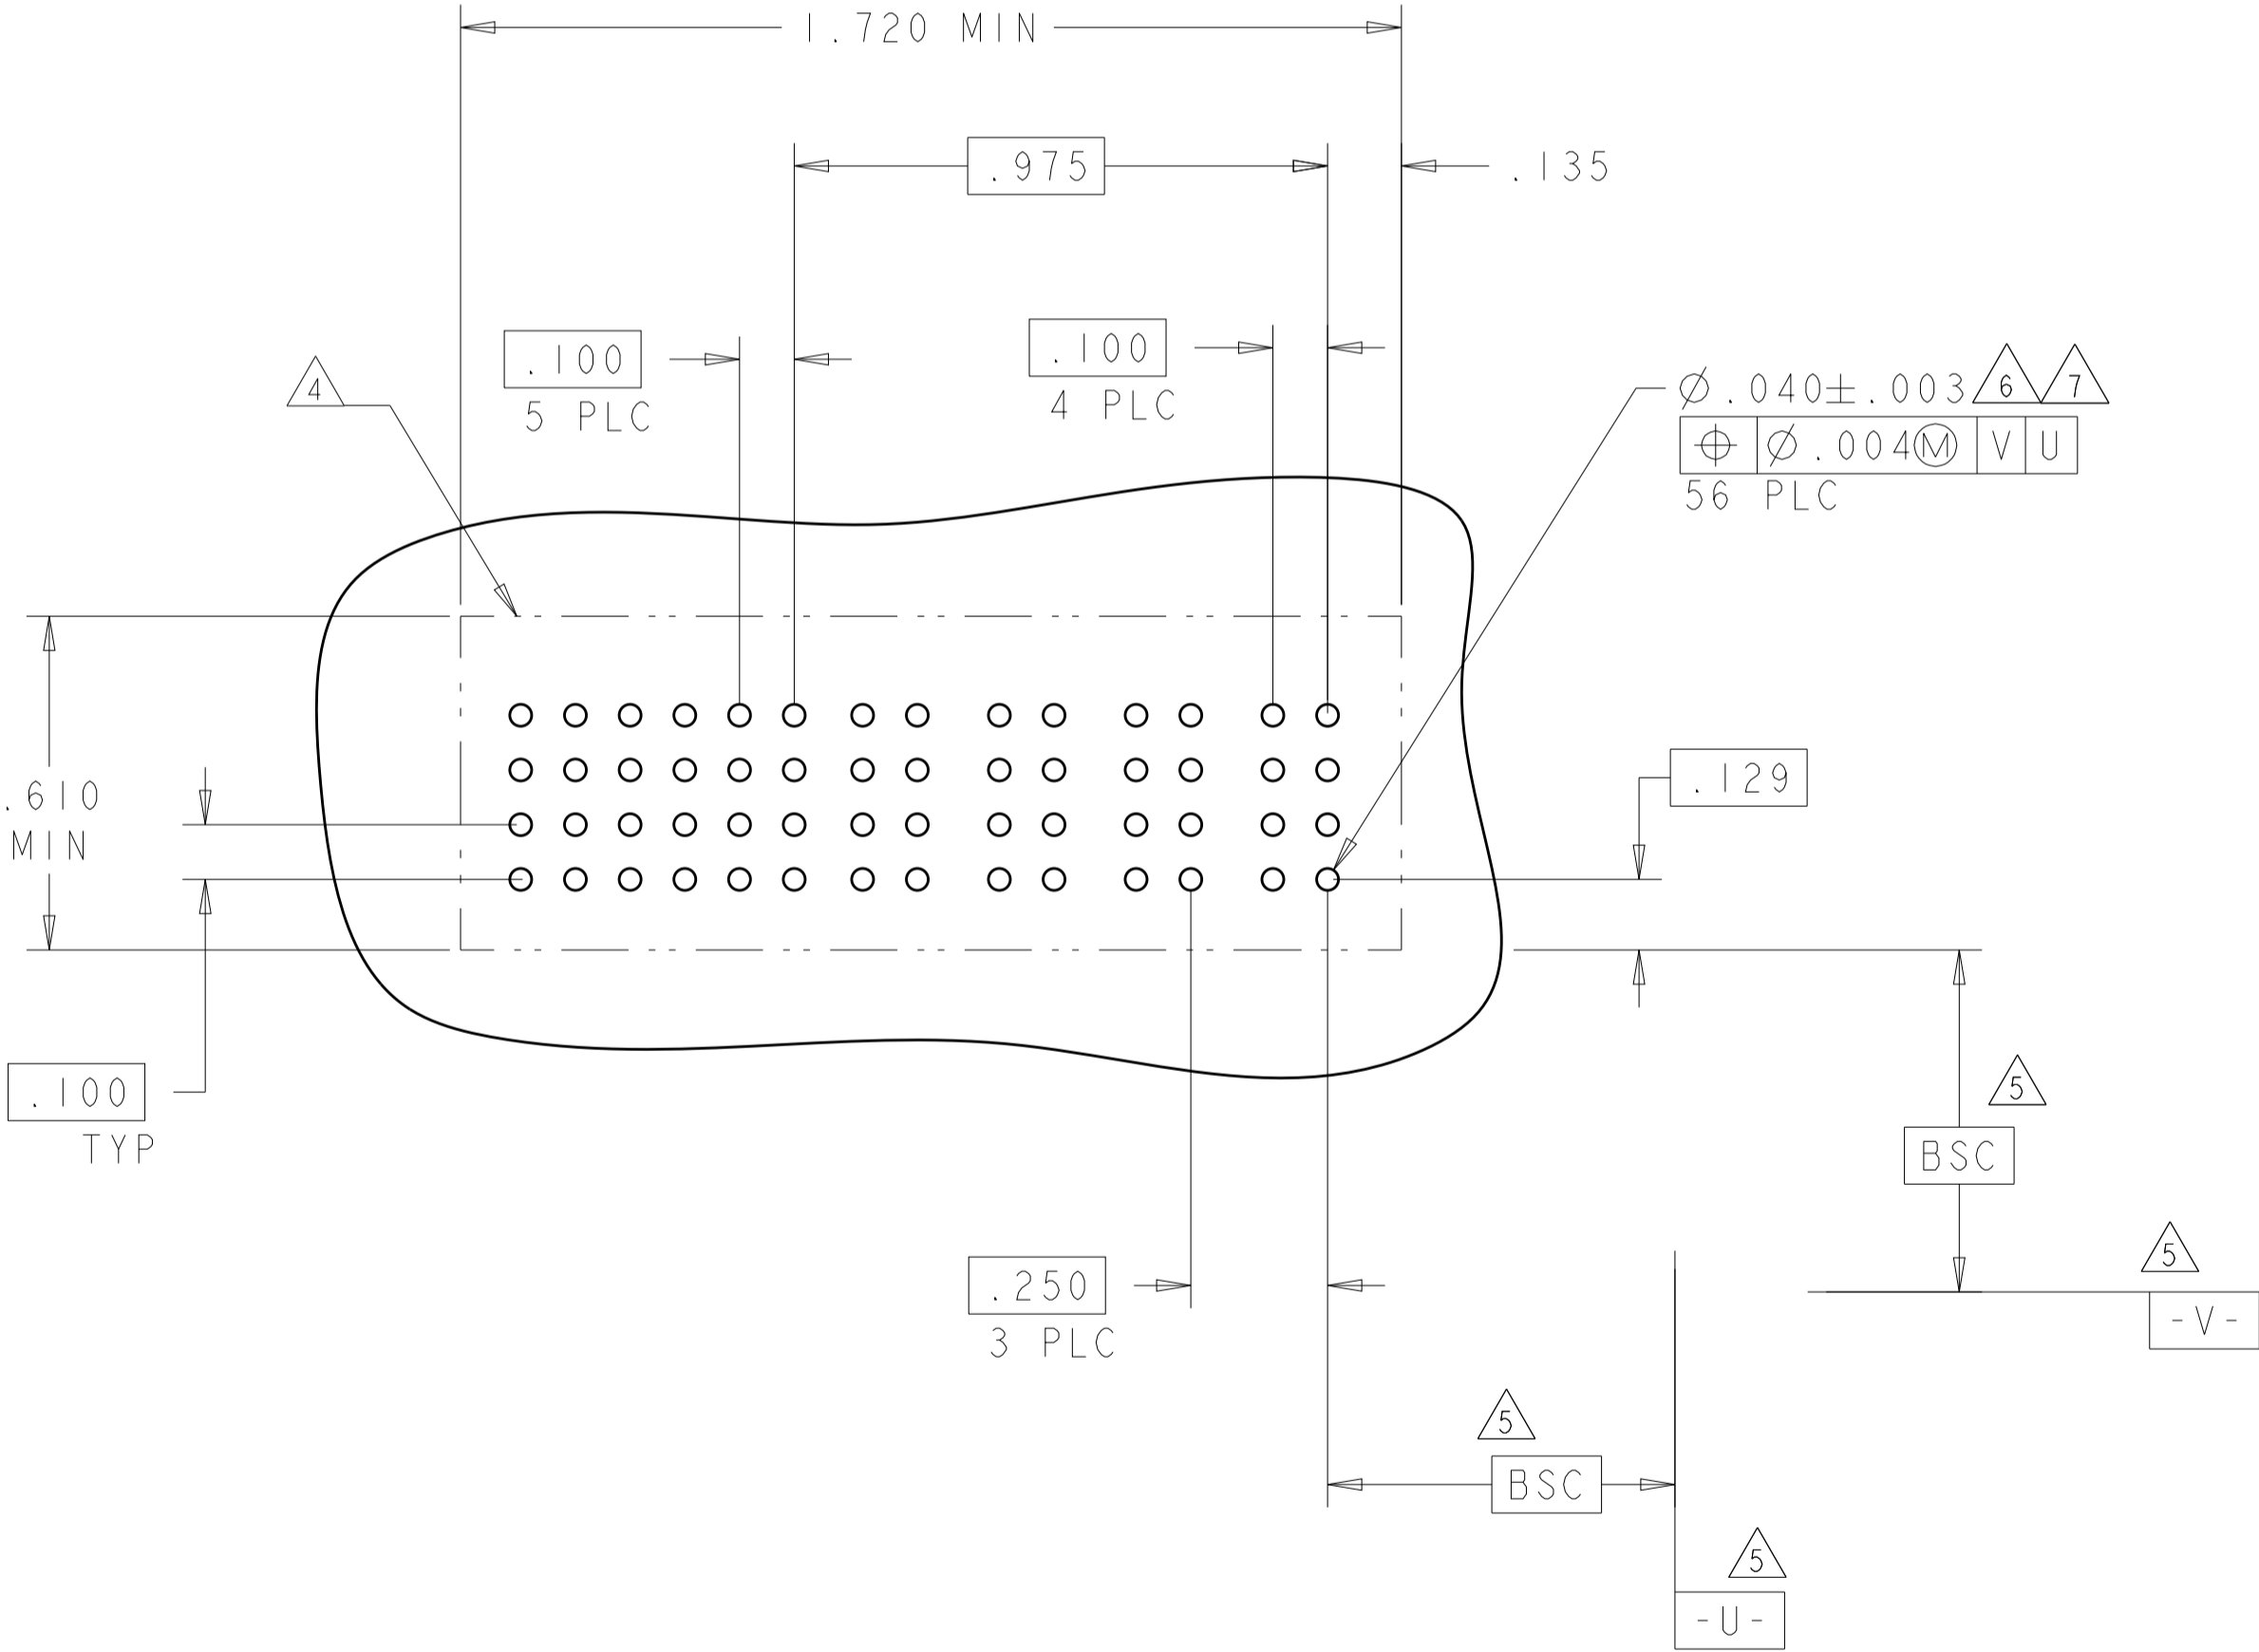 1.720 MIN
.975
.135
.100
5 PLC
.100
4 PLC
4
⌀.040±.003 6 7
⌖ ⌀.004Ⓜ V U
56 PLC
.610
MIN
.129
.100
TYP
5
BSC
5
-V-
.250
3 PLC
5
BSC
5
-U-